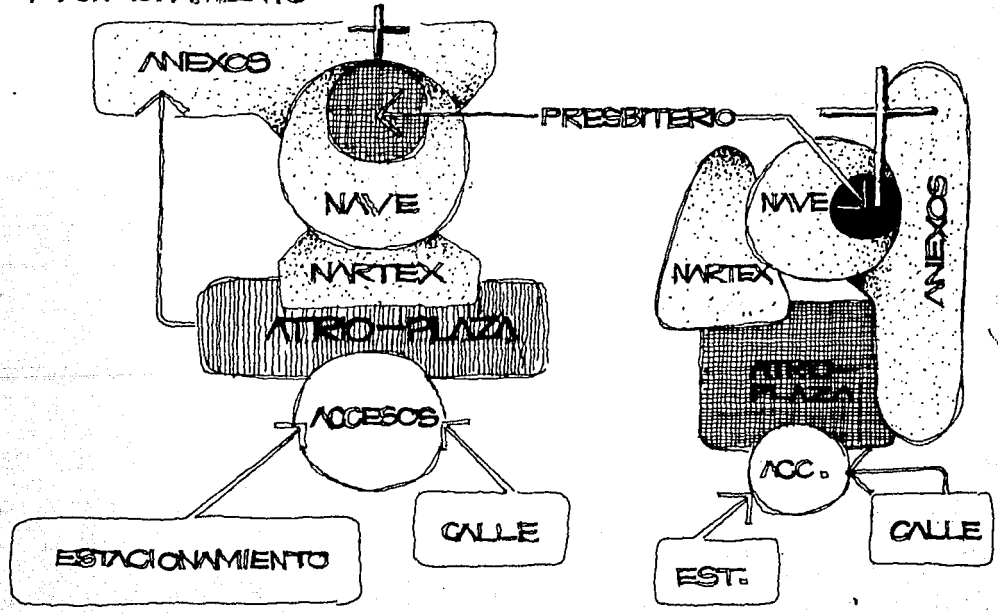 ANEXOS
PRESBITERIO
NAVE
NARTEX
ATRIO-PLAZA
ACCESOS
ESTACIONAMIENTO
CALLE
NAVE
NARTEX
ANEXOS
ATRIO-
PLAZA
ACC.
EST.
CALLE